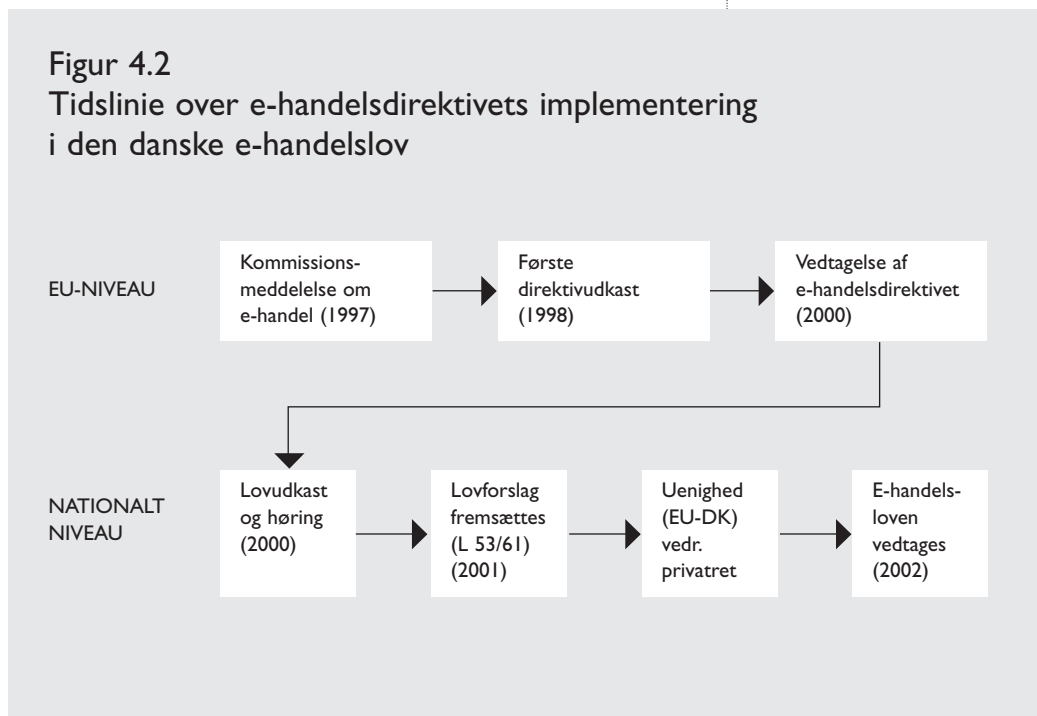 Figur 4.2
Tidslinie over e-handelsdirektivets implementering
i den danske e-handelslov
EU-NIVEAU
Kommissions-
meddelelse om
e-handel (1997)
Første
direktivudkast
(1998)
Vedtagelse af
e-handelsdirektivet
(2000)
NATIONALT
NIVEAU
Lovudkast
og høring
(2000)
Lovforslag
fremsættes
(L 53/61)
(2001)
Uenighed
(EU-DK)
vedr.
privatret
E-handels-
loven
vedtages
(2002)